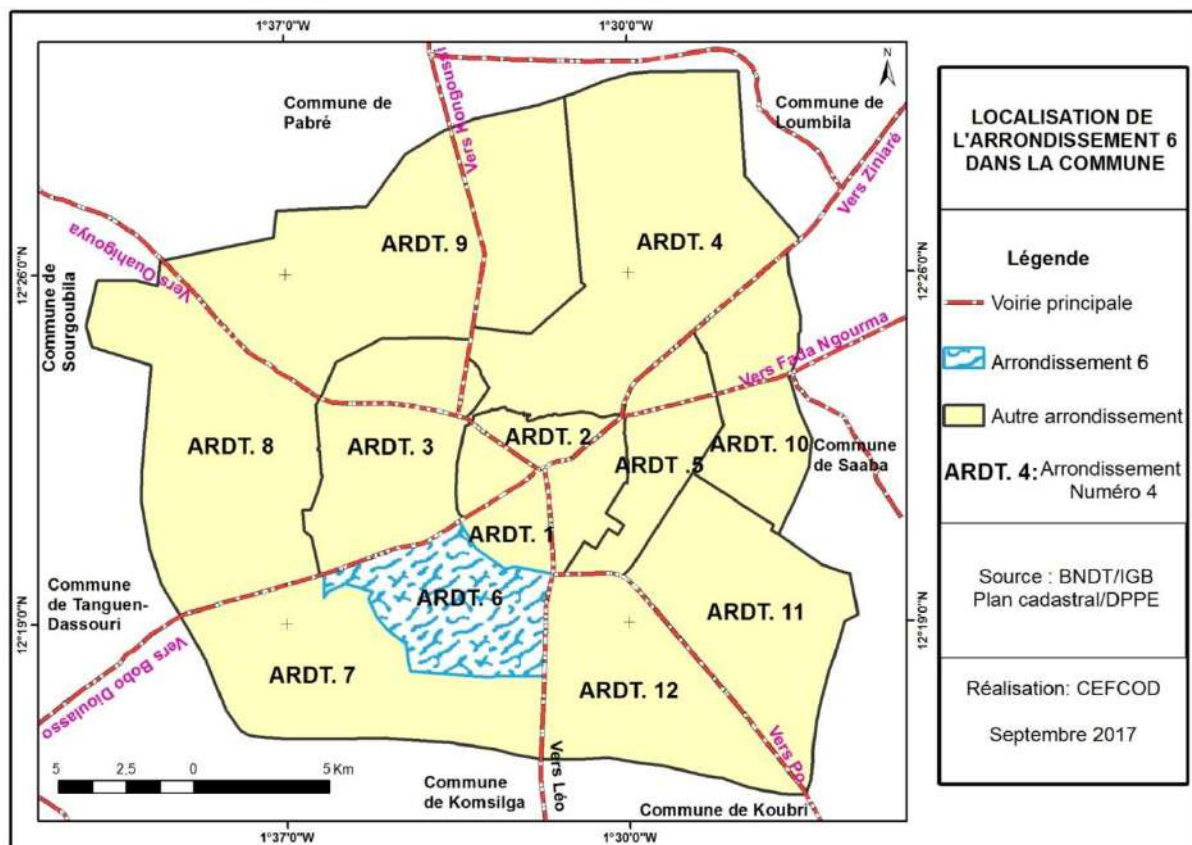 1°37'0"W
1°30'0"W
N
Commune de
Pabré
Vers Kongoussi
Commune de
Loumbila
Vers Ziniaré
ARDT. 9
ARDT. 4
Vers Ouahigouya
12°26'0"N
12°26'0"N
Commune de
Sourgoubila
Vers Fada Ngourma
ARDT. 8
ARDT. 3
ARDT. 2
ARDT .5
ARDT. 10
Commune
de Saaba
ARDT. 1
Commune
de Tanguen-
Dassouri
ARDT. 6
ARDT. 11
12°19'0"N
12°19'0"N
Vers Bobo Dioulasso
ARDT. 7
ARDT. 12
Vers Po
Vers Léo
5
2,5
0
5 Km
Commune
de Komsilga
Commune de Koubri
1°37'0"W
1°30'0"W
LOCALISATION DE
L'ARRONDISSEMENT 6
DANS LA COMMUNE
Légende
Voirie principale
Arrondissement 6
Autre arrondissement
ARDT. 4: Arrondissement
Numéro 4
Source : BNDT/IGB
Plan cadastral/DPPE
Réalisation: CEFCOD
Septembre 2017